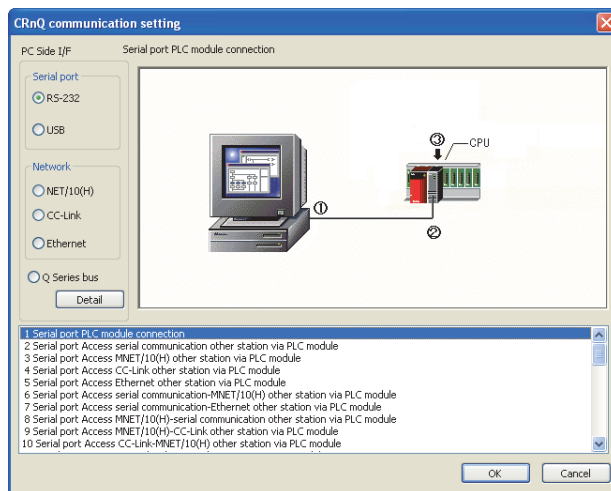 CRnQ communication setting
PC Side I/F
Serial port PLC module connection
Serial port
RS-232
USB
Network
NET/10(H)
CC-Link
Ethernet
Q Series bus
Detail
③
CPU
①
②
1 Serial port PLC module connection
2 Serial port Access serial communication other station via PLC module
3 Serial port Access MNET/10(H) other station via PLC module
4 Serial port Access CC-Link other station via PLC module
5 Serial port Access Ethernet other station via PLC module
6 Serial port Access serial communication-MNET/10(H) other station via PLC module
7 Serial port Access serial communication-Ethernet other station via PLC module
8 Serial port Access MNET/10(H)-serial communication other station via PLC module
9 Serial port Access MNET/10(H)-CC-Link other station via PLC module
10 Serial port Access CC-Link-MNET/10(H) other station via PLC module
OK
Cancel